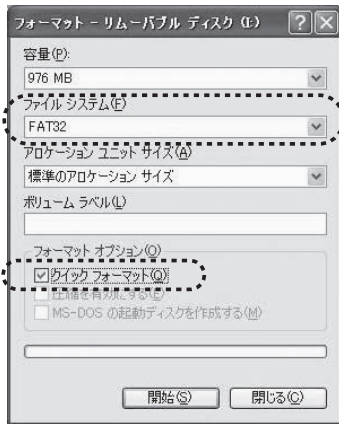 フォーマット - リムーバブル ディスク (E:)
容量(P):
976 MB
ファイル システム(F)
FAT32
アロケーション ユニット サイズ(A)
標準のアロケーション サイズ
ボリューム ラベル(L)
フォーマット オプション(O)
クイック フォーマット(Q)
圧縮を有効にする(E)
MS-DOS の起動ディスクを作成する(M)
開始(S)
閉じる(C)